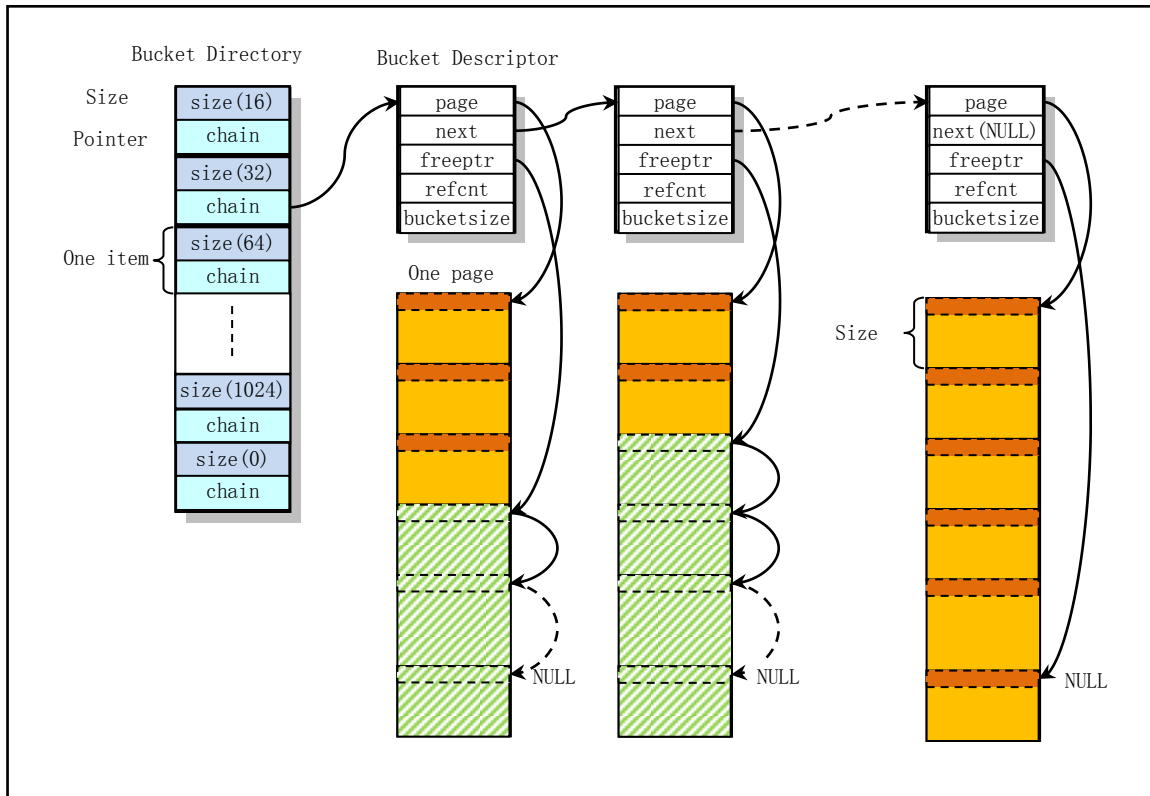 Bucket Directory
Size
size(16)
Pointer
chain
size(32)
chain
One item
size(64)
chain
size(1024)
chain
size(0)
chain
Bucket Descriptor
page
next
freeptr
refcnt
bucketsize
page
next
freeptr
refcnt
bucketsize
page
next(NULL)
freeptr
refcnt
bucketsize
One page
Size
NULL
NULL
NULL